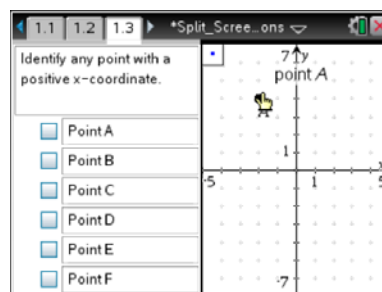 1.1 1.2 1.3 *Split_Scree…ons
Identify any point with a
positive x-coordinate.
Point A
Point B
Point C
Point D
Point E
Point F
7 y
point A
A
1
x
-5 1 5
-7